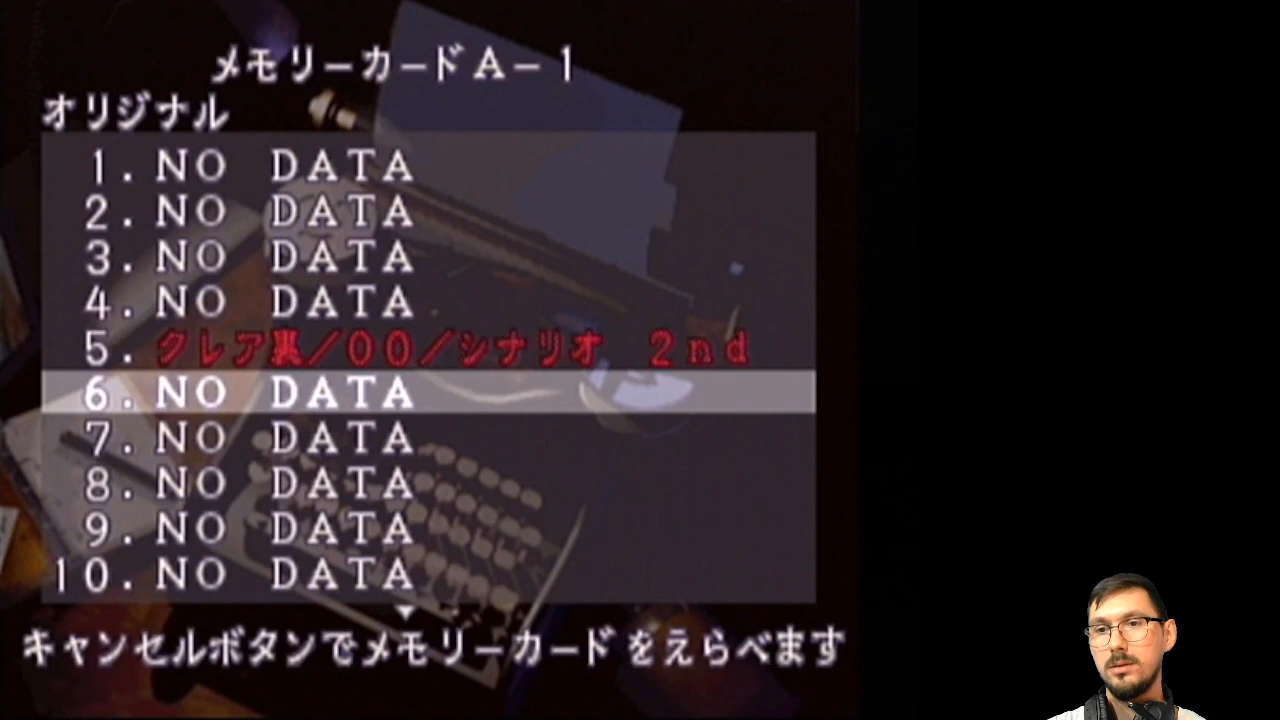 メモリーカードA－1
オリジナル
1.NO DATA
2.NO DATA
3.NO DATA
4.NO DATA
5.クレア裏／00／シナリオ 2nd
6.NO DATA
7.NO DATA
8.NO DATA
9.NO DATA
10.NO DATA
キャンセルボタンでメモリーカードをえらべます